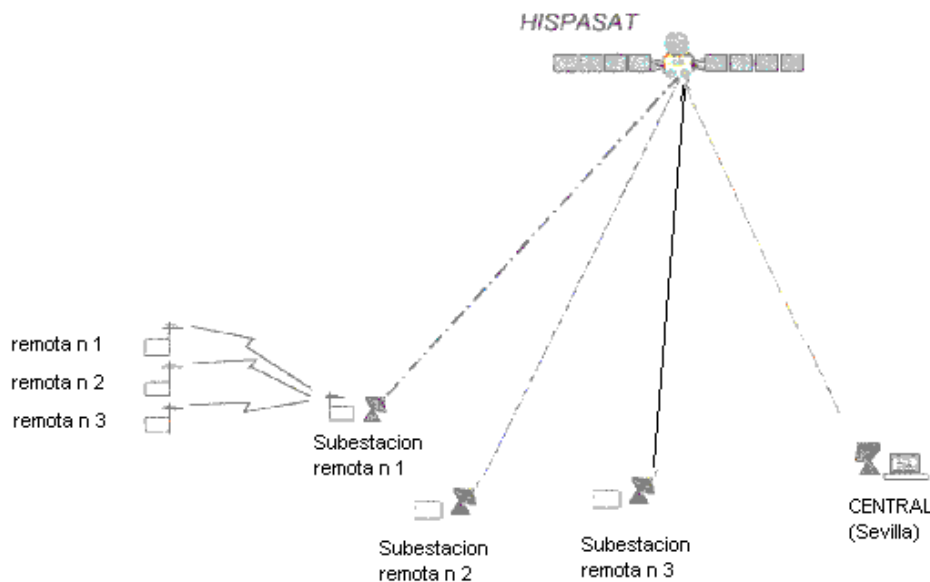 HISPASAT
remota n 1
remota n 2
remota n 3
Subestacion
remota n 1
Subestacion
remota n 2
Subestacion
remota n 3
CENTRAL
(Sevilla)